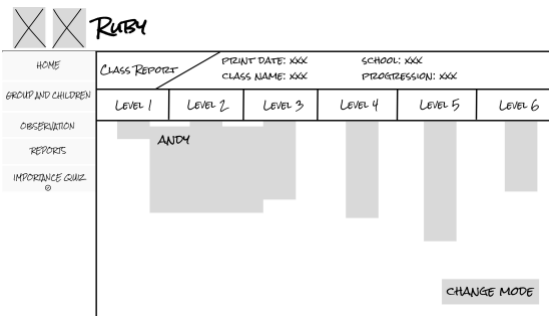 Ruby
HOME
GROUP AND CHILDREN
OBSERVATION
REPORTS
IMPORTANCE QUIZ
Class Report
PRINT DATE: XXX
SCHOOL: XXX
CLASS NAME: XXX
PROGRESSION: XXX
Level 1
Level 2
Level 3
Level 4
Level 5
Level 6
ANDY
CHANGE MODE